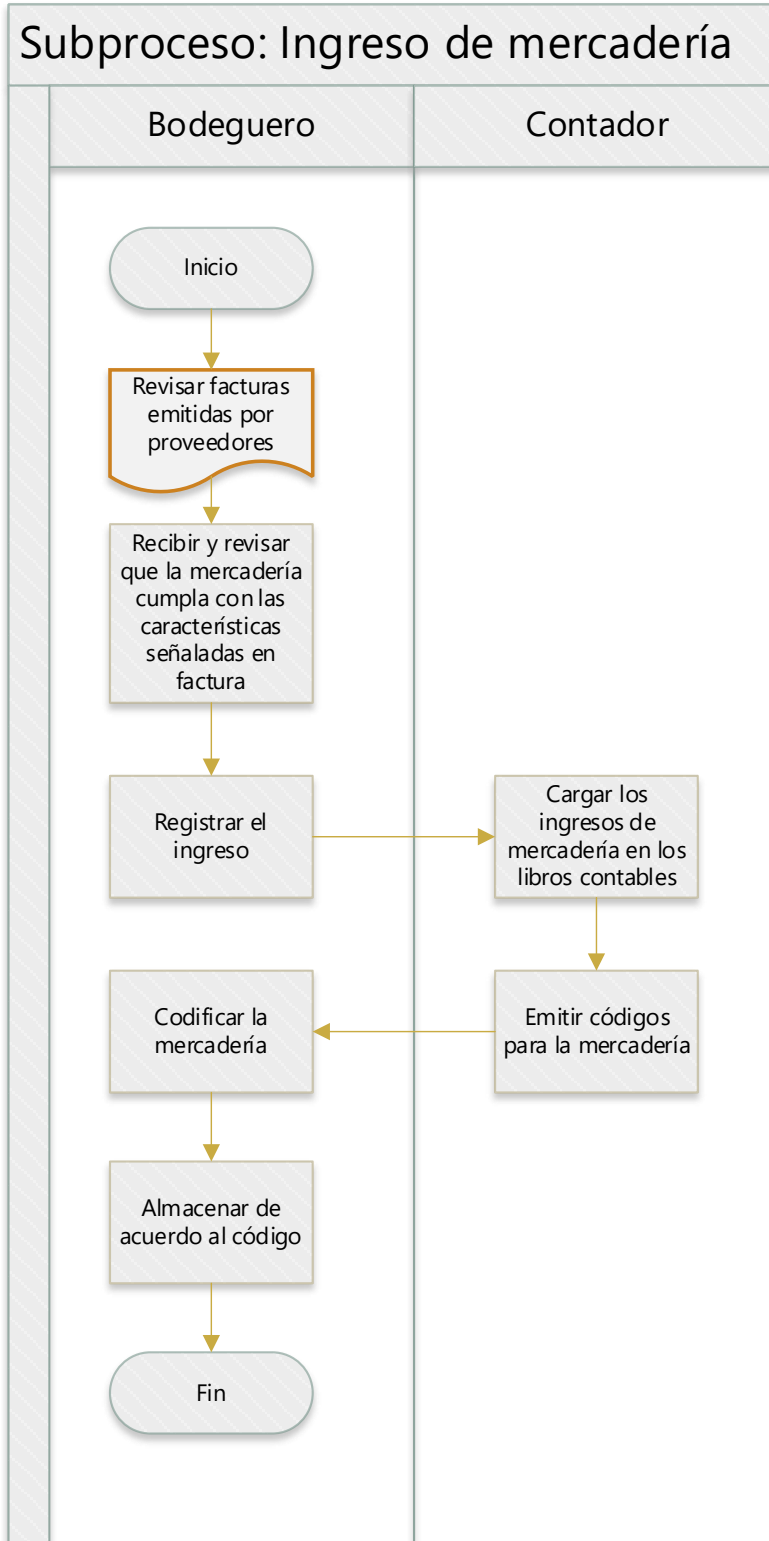 Subproceso: Ingreso de mercadería
Bodeguero
Contador
Inicio
Revisar facturas
emitidas por
proveedores
Recibir y revisar
que la mercadería
cumpla con las
características
señaladas en
factura
Registrar el
ingreso
Cargar los
ingresos de
mercadería en los
libros contables
Emitir códigos
para la mercadería
Codificar la
mercadería
Almacenar de
acuerdo al código
Fin